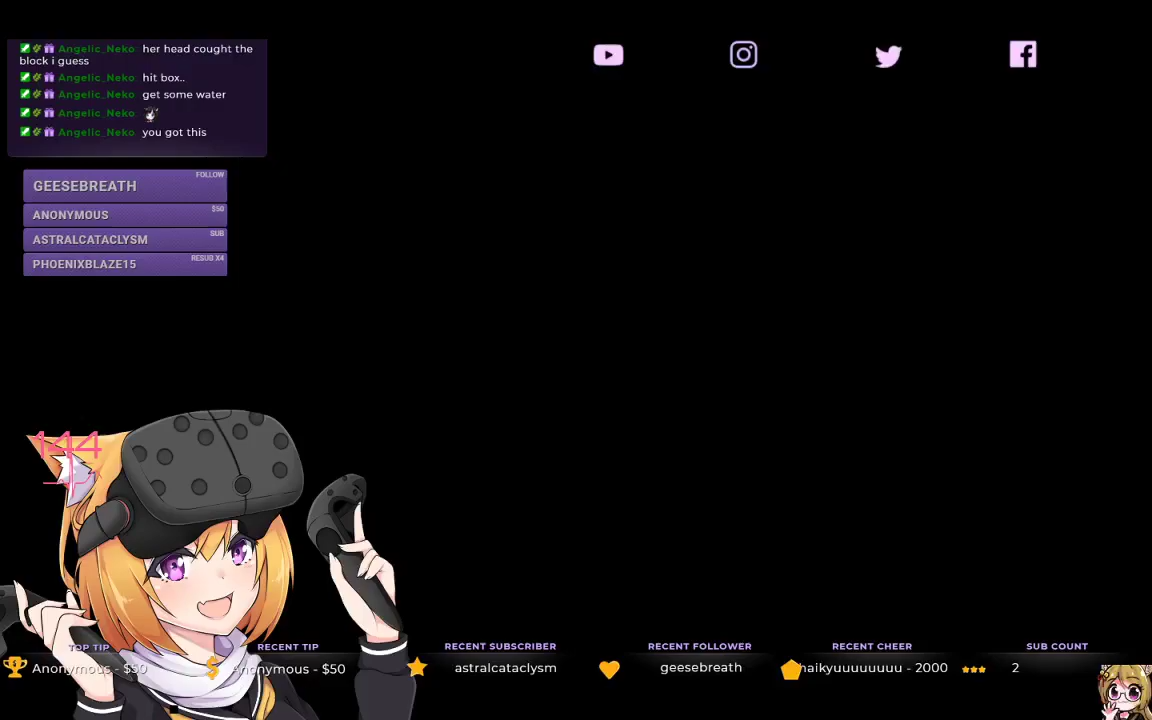 Angelic_Neko: her head cought the
block i guess
Angelic_Neko: hit box..
Angelic_Neko: get some water
Angelic_Neko:
Angelic_Neko: you got this
GEESEBREATH FOLLOW
ANONYMOUS $50
ASTRALCATACLYSM SUB
PHOENIXBLAZE15 RESUB X4
144
TOP TIP
Anonymous - $50
RECENT TIP
Anonymous - $50
RECENT SUBSCRIBER
astralcataclysm
RECENT FOLLOWER
geesebreath
RECENT CHEER
haikyuuuuuuuu - 2000
SUB COUNT
2